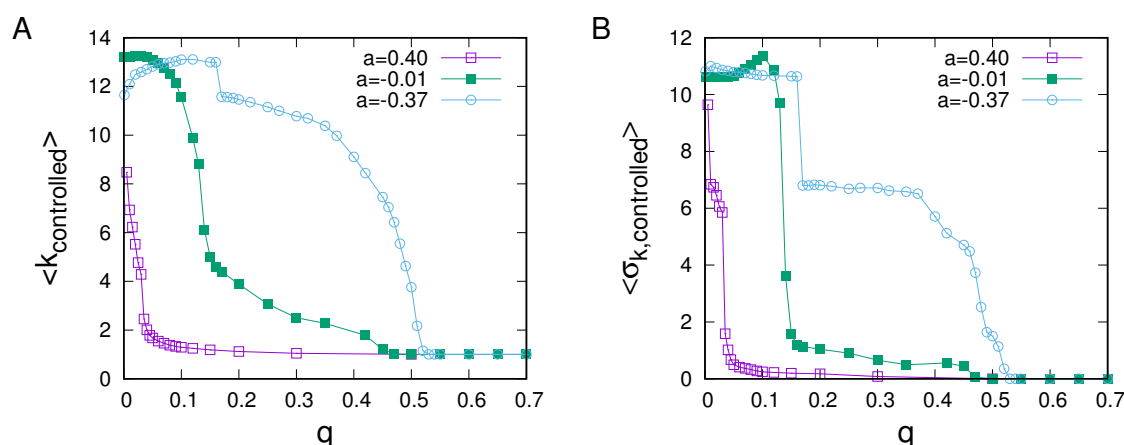 A
<k_controlled>
14
12
10
8
6
4
2
0
a=0.40
a=-0.01
a=-0.37
0 0.1 0.2 0.3 0.4 0.5 0.6 0.7
q
B
<σ_k,controlled>
12
10
8
6
4
2
0
a=0.40
a=-0.01
a=-0.37
0 0.1 0.2 0.3 0.4 0.5 0.6 0.7
q